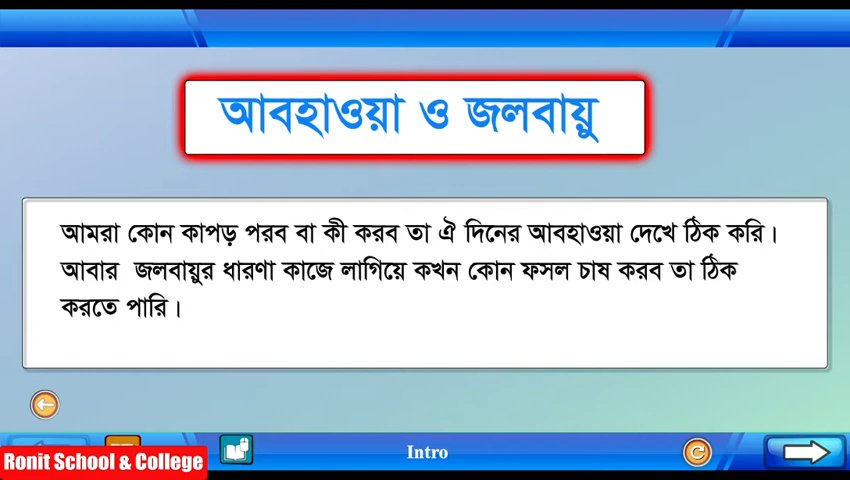 আবহাওয়া ও জলবায়ু
আমরা কোন কাপড় পরব বা কী করব তা ঐ দিনের আবহাওয়া দেখে ঠিক করি।
আবার জলবায়ুর ধারণা কাজে লাগিয়ে কখন কোন ফসল চাষ করব তা ঠিক
করতে পারি।
Intro
Ronit School & College